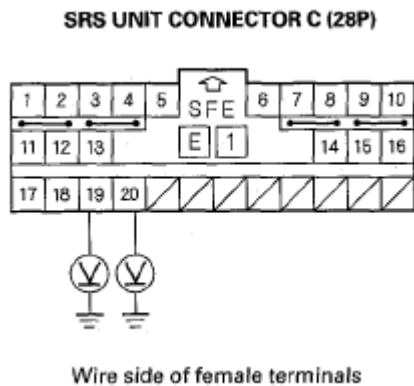 SRS UNIT CONNECTOR C (28P)
1 2 3 4 5 SFE 6 7 8 9 10
11 12 13 E 1 14 15 16
17 18 19 20
V V
Wire side of female terminals